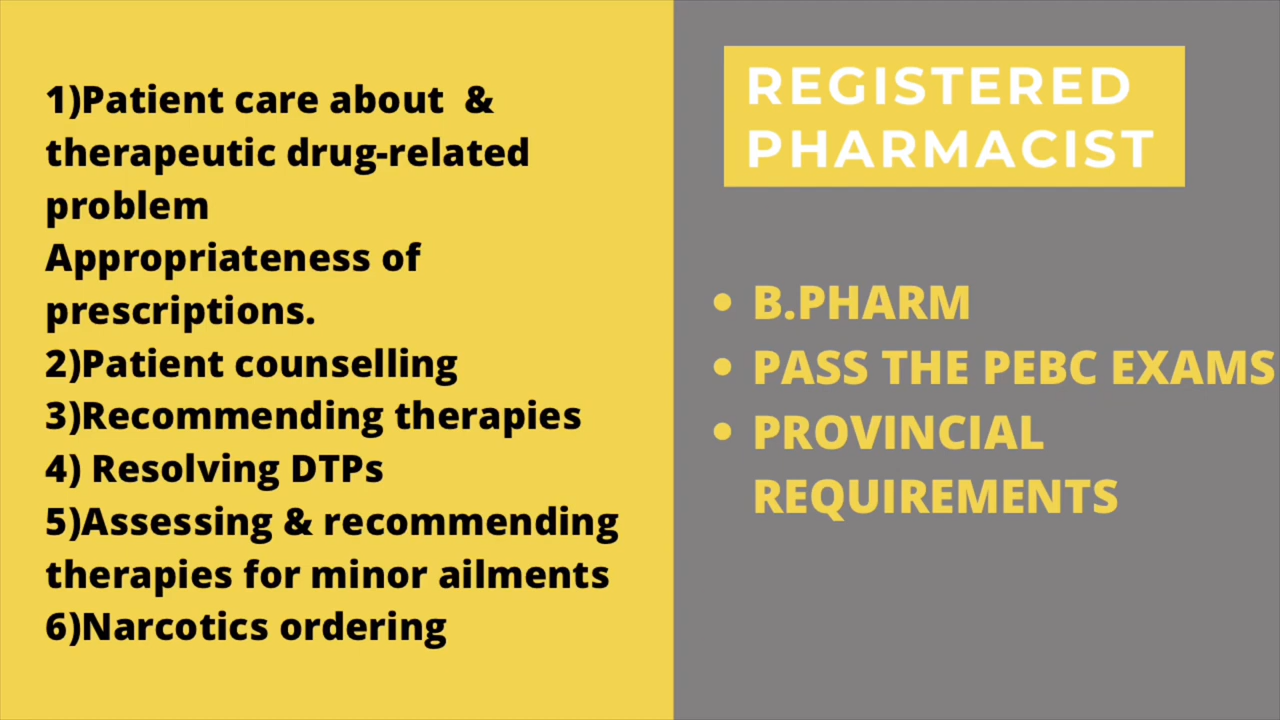 1)Patient care about & 
therapeutic drug-related
problem
Appropriateness of
prescriptions.
2)Patient counselling
3)Recommending therapies
4) Resolving DTPs
5)Assessing & recommending
therapies for minor ailments
6)Narcotics ordering
REGISTERED
PHARMACIST
• B.PHARM
• PASS THE PEBC EXAMS
• PROVINCIAL
REQUIREMENTS